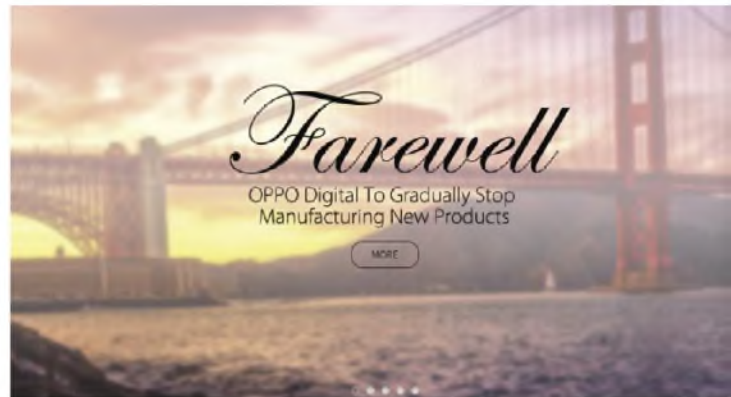 Farewell
OPPO Digital To Gradually Stop
Manufacturing New Products
MORE